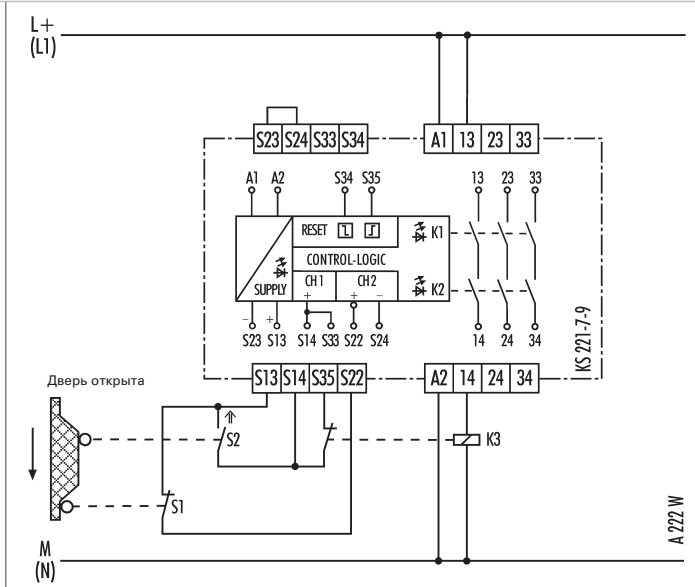 L+
(L1)
S23 S24 S33 S34
A1 13 23 33
A1 A2 S34 S35 13 23 33
RESET K1
CONTROL-LOGIC
SUPPLY CH1 CH2 K2
+ + −
− +
S23 S13 S14 S33 S22 S24 14 24 34
KS 221-7-9
S13 S14 S35 S22
A2 14 24 34
Дверь открыта
S2
K3
S1
A 222 W
M
(N)